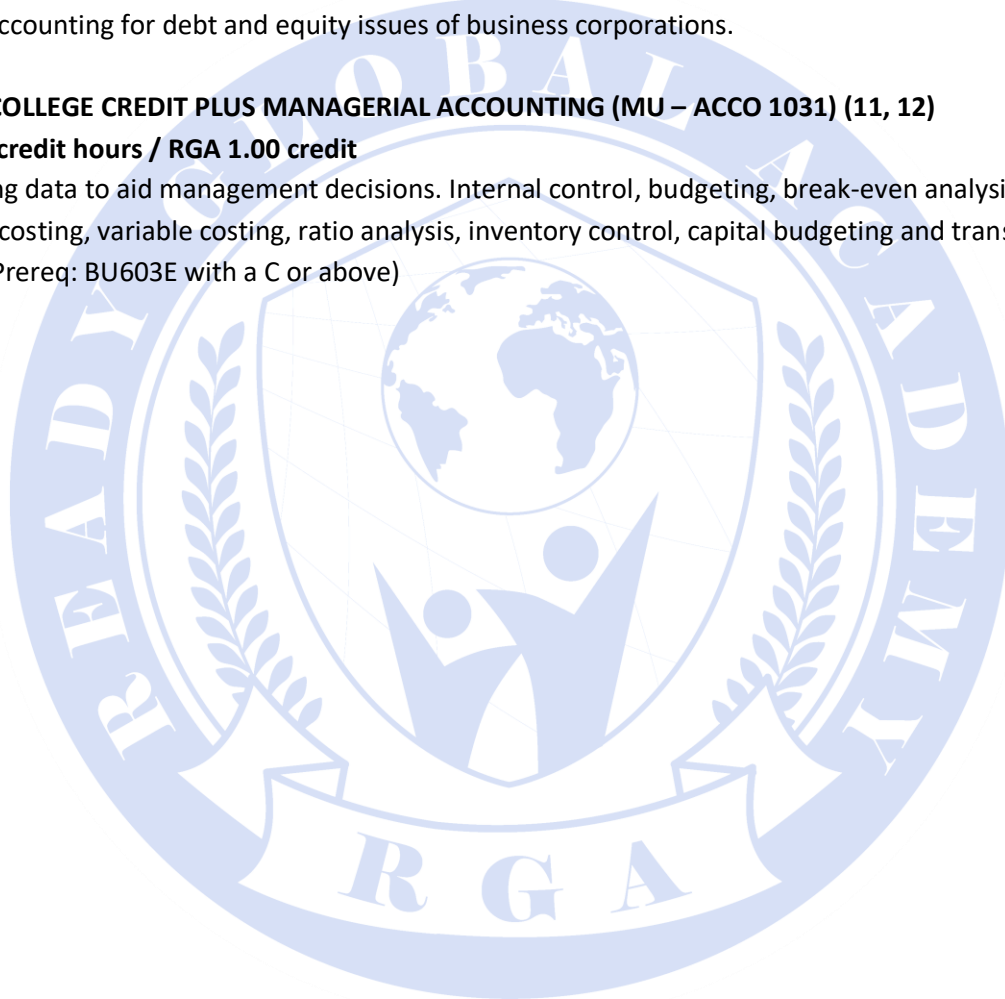 ccounting for debt and equity issues of business corporations.
COLLEGE CREDIT PLUS MANAGERIAL ACCOUNTING (MU – ACCO 1031) (11, 12)
credit hours / RGA 1.00 credit
ng data to aid management decisions. Internal control, budgeting, break-even analysi
costing, variable costing, ratio analysis, inventory control, capital budgeting and trans
Prereq: BU603E with a C or above)
READY GLOBAL ACADEMY
RGA